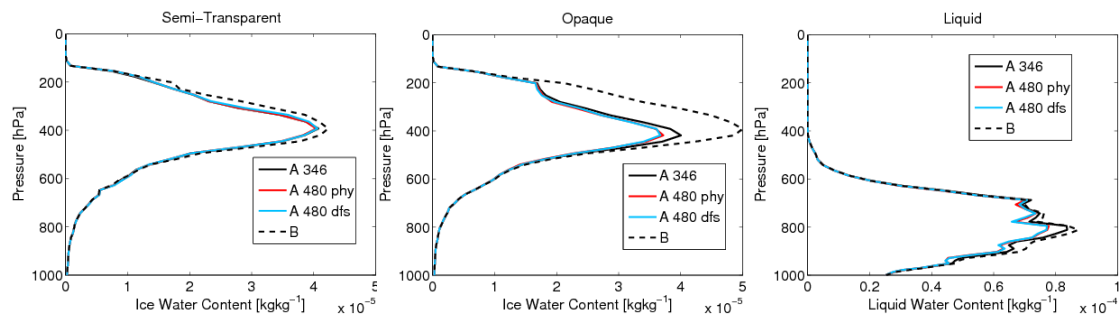 Semi-Transparent
0
200
400
600
800
1000
Pressure [hPa]
0
1
2
3
4
5
Ice Water Content [kgkg⁻¹]
x 10⁻⁵
A 346
A 480 phy
A 480 dfs
B
Opaque
0
200
400
600
800
1000
Pressure [hPa]
0
1
2
3
4
5
Ice Water Content [kgkg⁻¹]
x 10⁻⁵
A 346
A 480 phy
A 480 dfs
B
Liquid
0
200
400
600
800
1000
Pressure [hPa]
0
0.2
0.4
0.6
0.8
1
Liquid Water Content [kgkg⁻¹]
x 10⁻⁴
A 346
A 480 phy
A 480 dfs
B